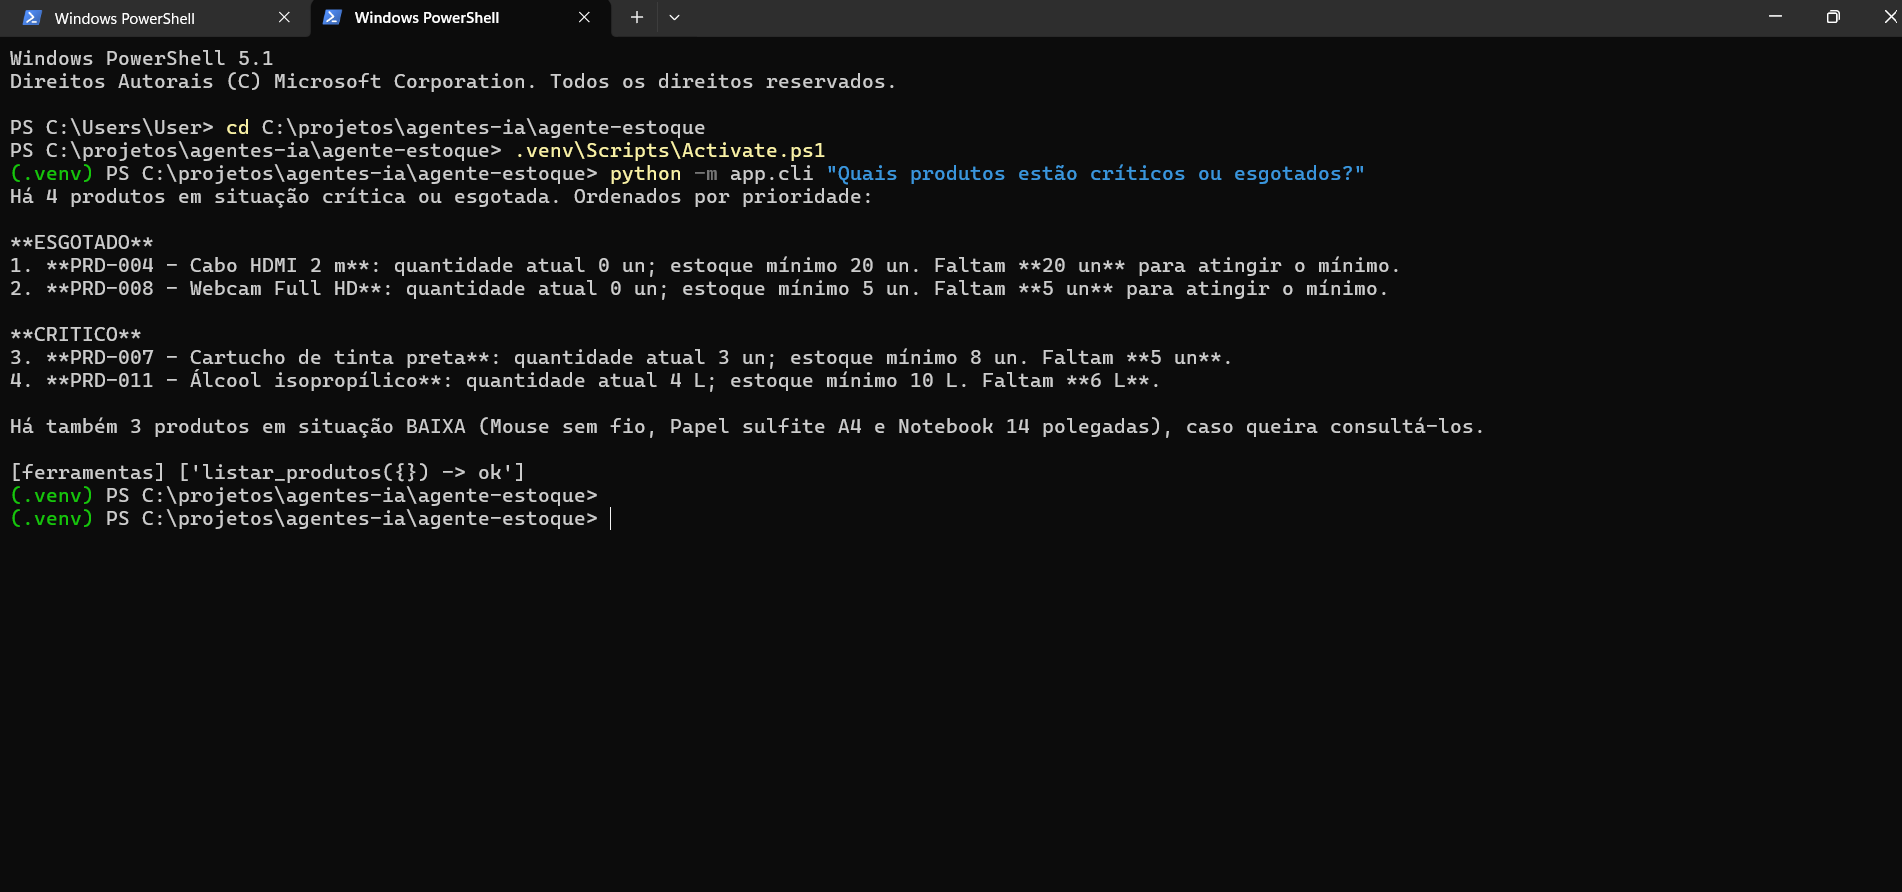 Windows PowerShell
Windows PowerShell
Windows PowerShell 5.1
Direitos Autorais (C) Microsoft Corporation. Todos os direitos reservados.
PS C:\Users\User> cd C:\projetos\agentes-ia\agente-estoque
PS C:\projetos\agentes-ia\agente-estoque> .venv\Scripts\Activate.ps1
(.venv) PS C:\projetos\agentes-ia\agente-estoque> python -m app.cli "Quais produtos estão críticos ou esgotados?"
Há 4 produtos em situação crítica ou esgotada. Ordenados por prioridade:
**ESGOTADO**
1. **PRD-004 - Cabo HDMI 2 m**: quantidade atual 0 un; estoque mínimo 20 un. Faltam **20 un** para atingir o mínimo.
2. **PRD-008 - Webcam Full HD**: quantidade atual 0 un; estoque mínimo 5 un. Faltam **5 un** para atingir o mínimo.
**CRITICO**
3. **PRD-007 - Cartucho de tinta preta**: quantidade atual 3 un; estoque mínimo 8 un. Faltam **5 un**.
4. **PRD-011 - Álcool isopropílico**: quantidade atual 4 L; estoque mínimo 10 L. Faltam **6 L**.
Há também 3 produtos em situação BAIXA (Mouse sem fio, Papel sulfite A4 e Notebook 14 polegadas), caso queira consultá-los.
[ferramentas] ['listar_produtos({}) -> ok']
(.venv) PS C:\projetos\agentes-ia\agente-estoque>
(.venv) PS C:\projetos\agentes-ia\agente-estoque>